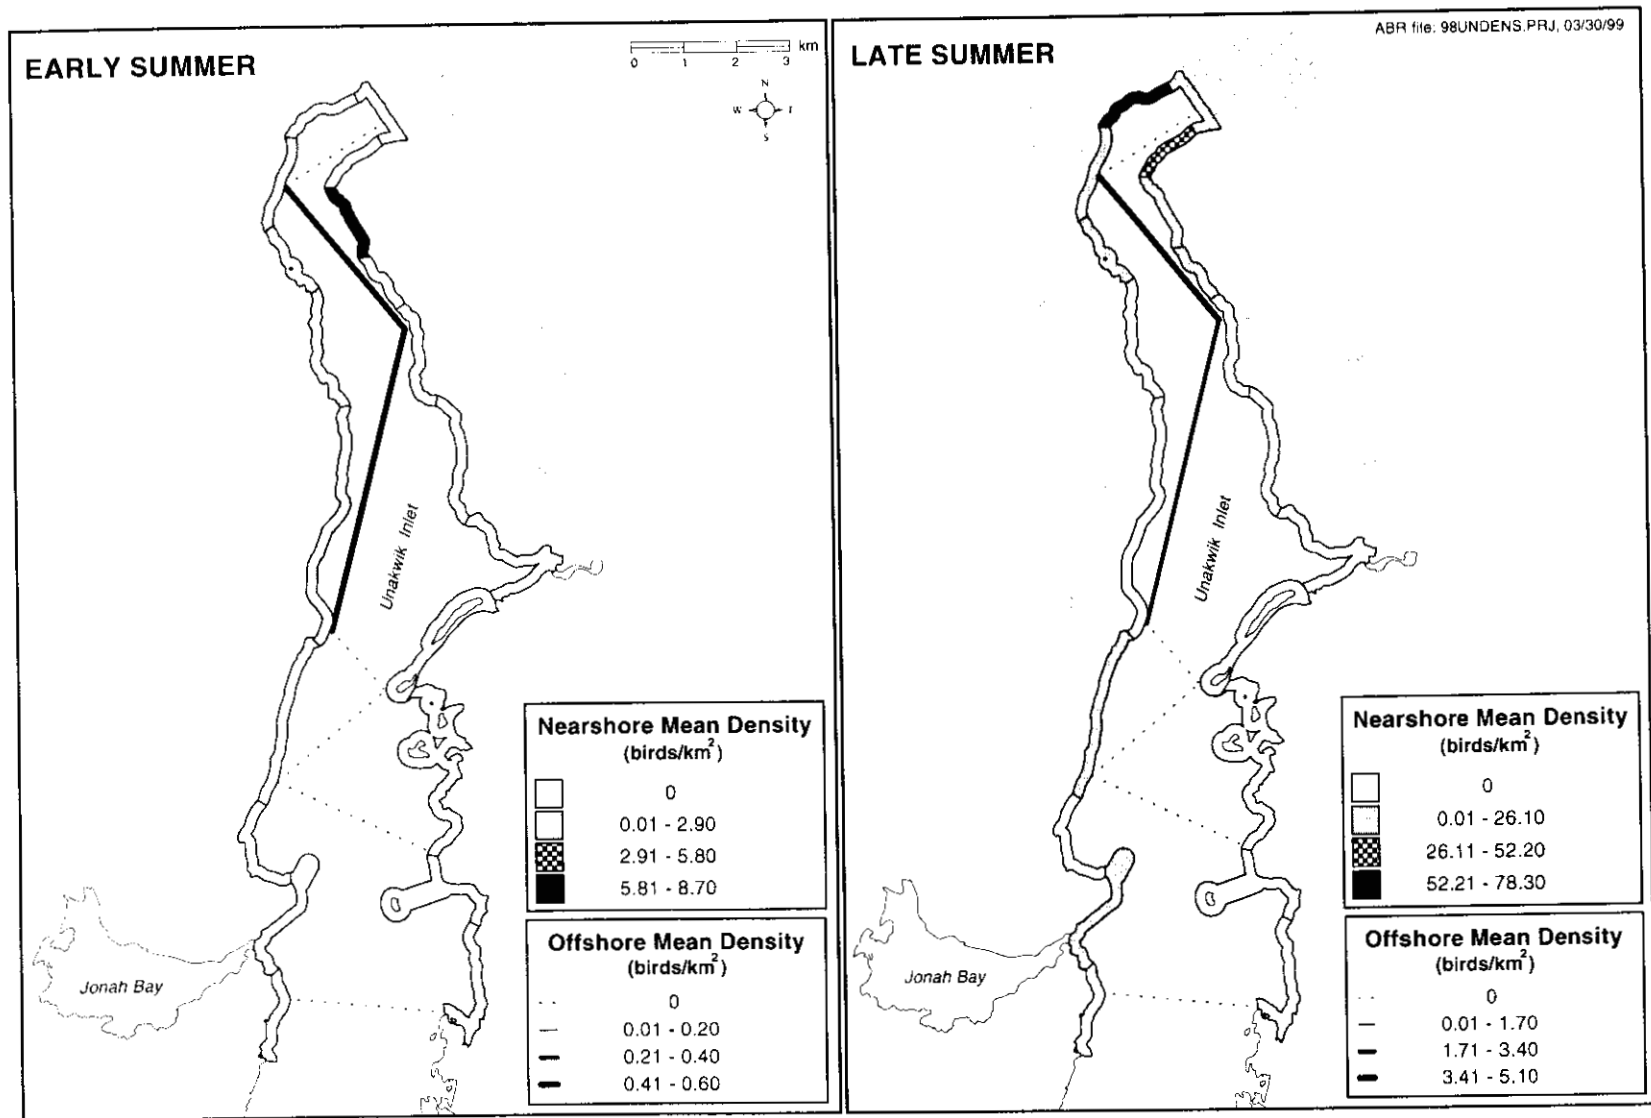 EARLY SUMMER
km
0 1 2 3
N
W
S
Unakwik Inlet
Jonah Bay
Nearshore Mean Density
(birds/km²)
0
0.01 - 2.90
2.91 - 5.80
5.81 - 8.70
Offshore Mean Density
(birds/km²)
0
0.01 - 0.20
0.21 - 0.40
0.41 - 0.60
ABR file: 98UNDENS.PRJ, 03/30/99
LATE SUMMER
Unakwik Inlet
Jonah Bay
Nearshore Mean Density
(birds/km²)
0
0.01 - 26.10
26.11 - 52.20
52.21 - 78.30
Offshore Mean Density
(birds/km²)
0
0.01 - 1.70
1.71 - 3.40
3.41 - 5.10